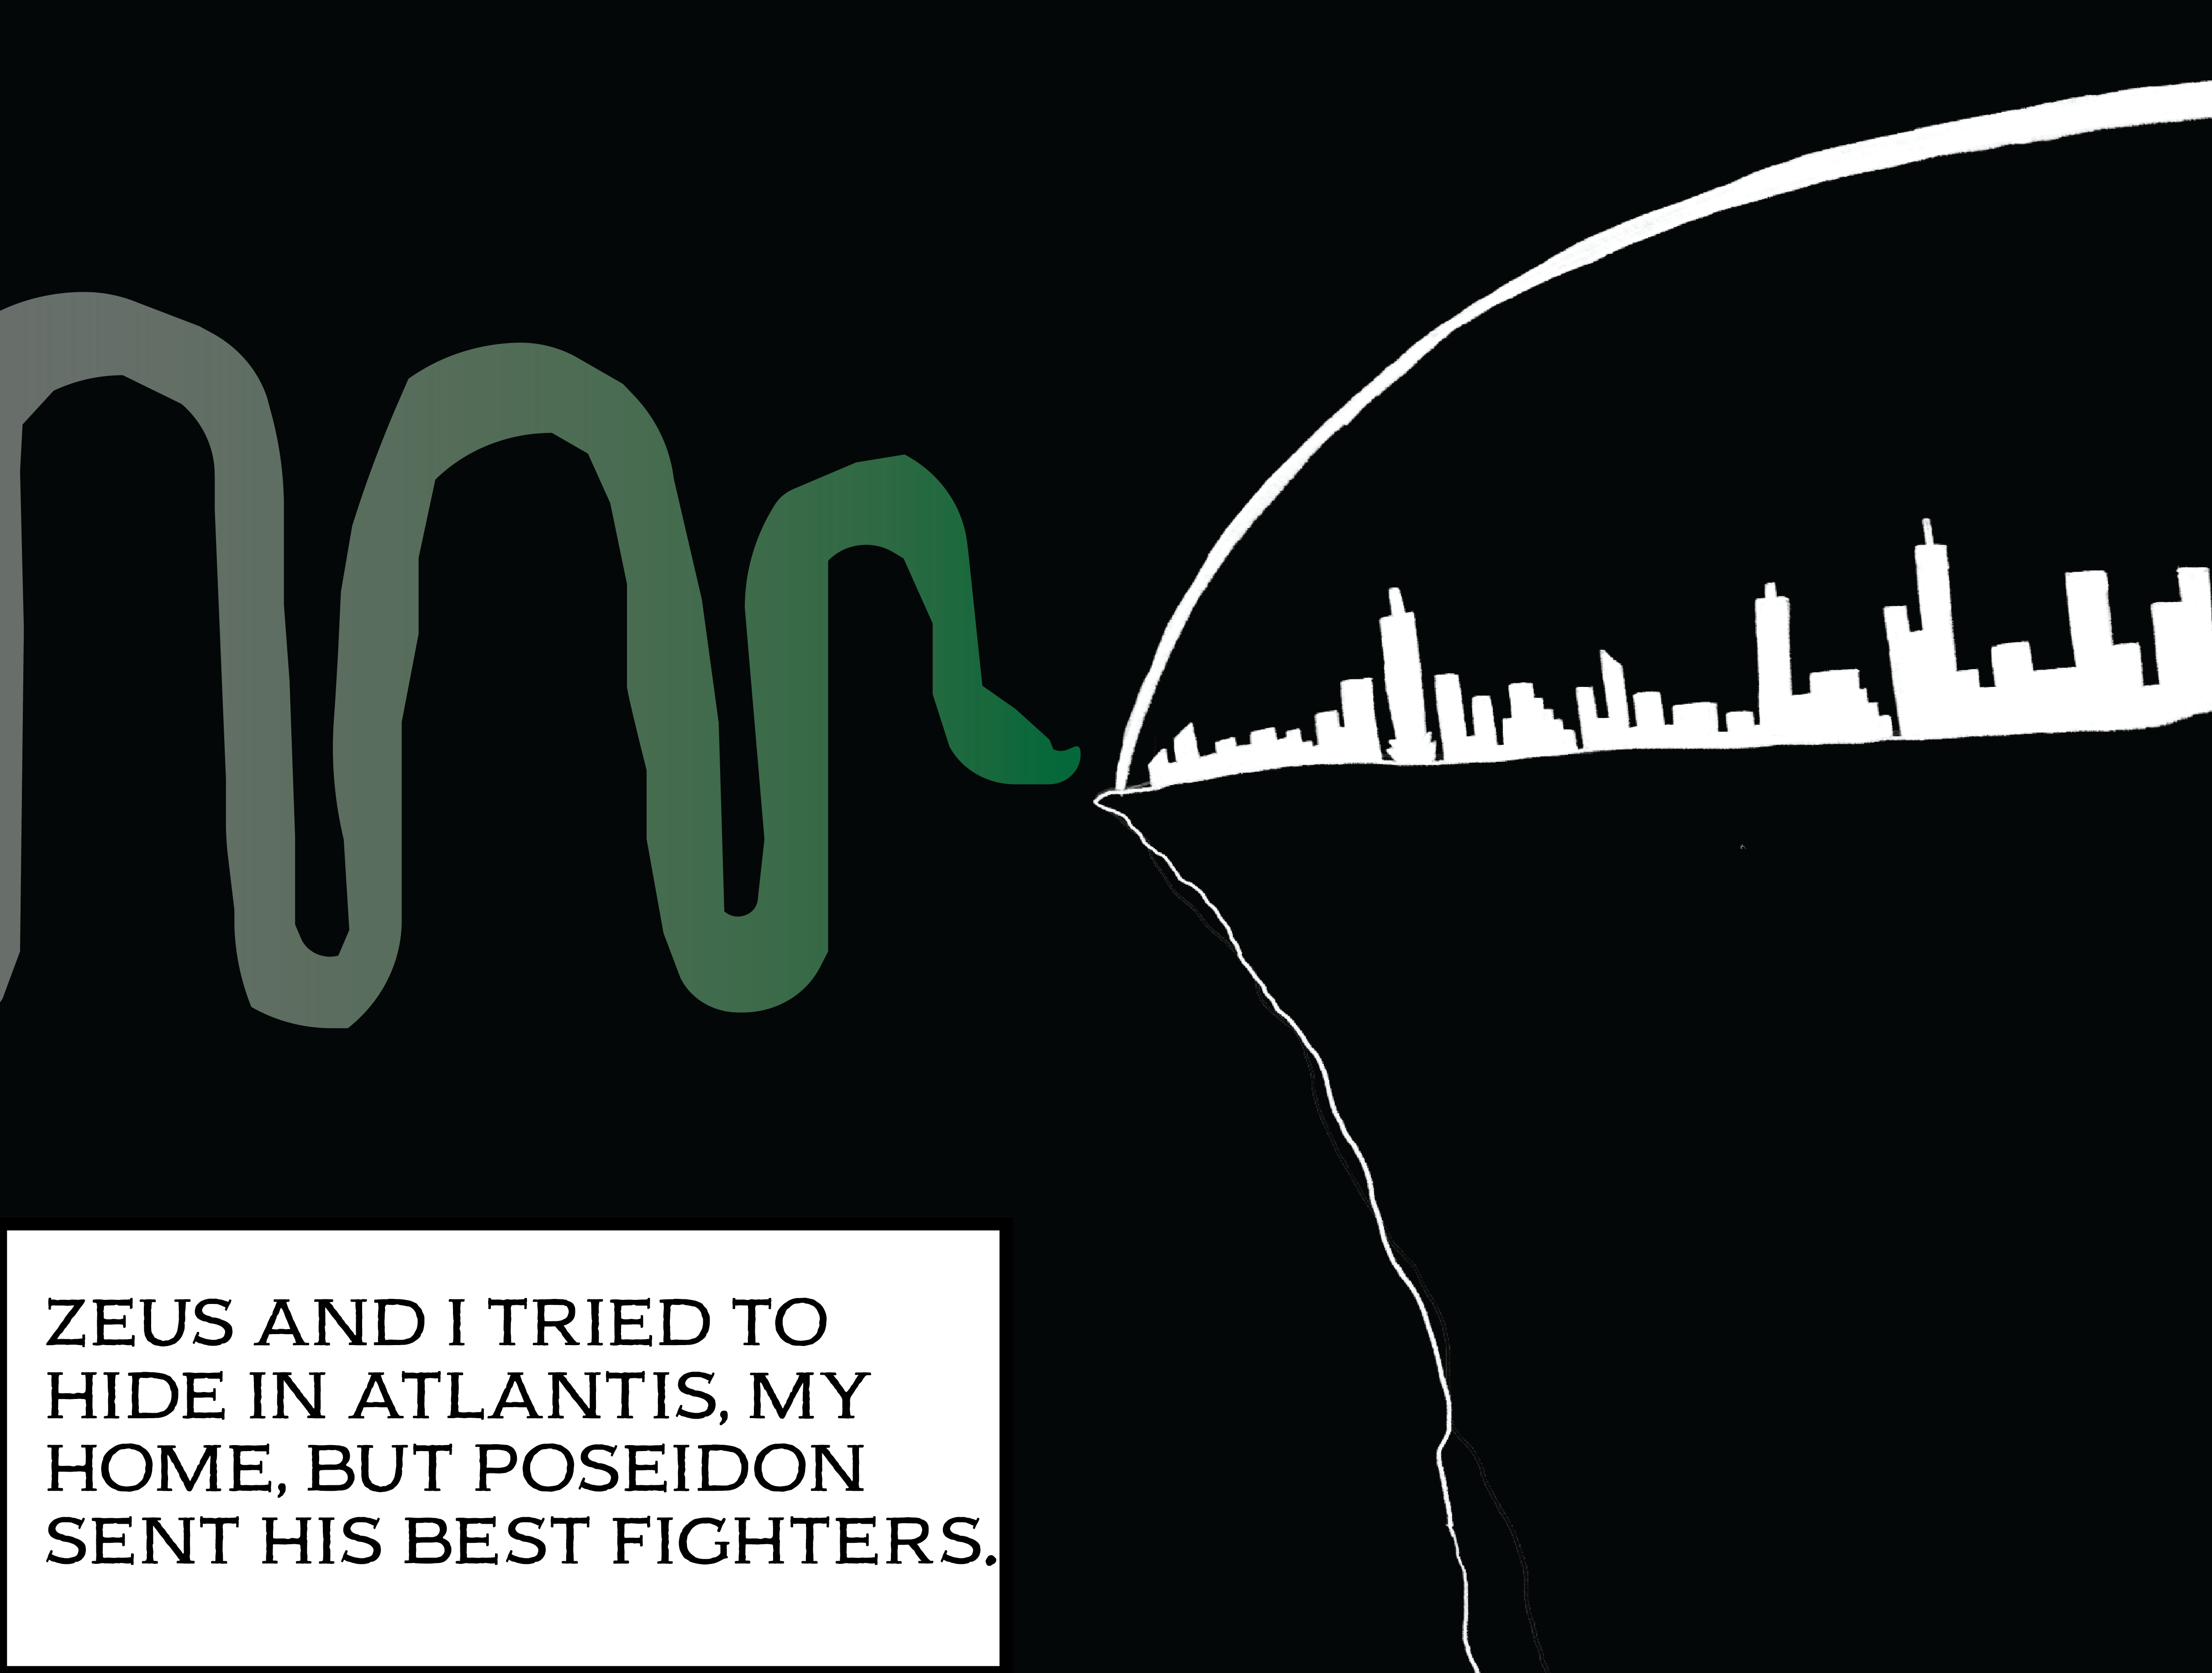 ZEUS AND I TRIED TO
HIDE IN ATLANTIS, MY
HOME, BUT POSEIDON
SENT HIS BEST FIGHTERS.